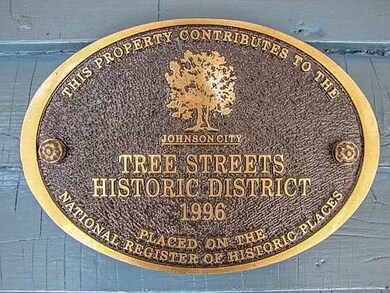 THIS PROPERTY CONTRIBUTES TO THE
JOHNSON CITY
TREE STREETS
HISTORIC DISTRICT
1996
PLACED ON THE
NATIONAL REGISTER OF HISTORIC PLACES